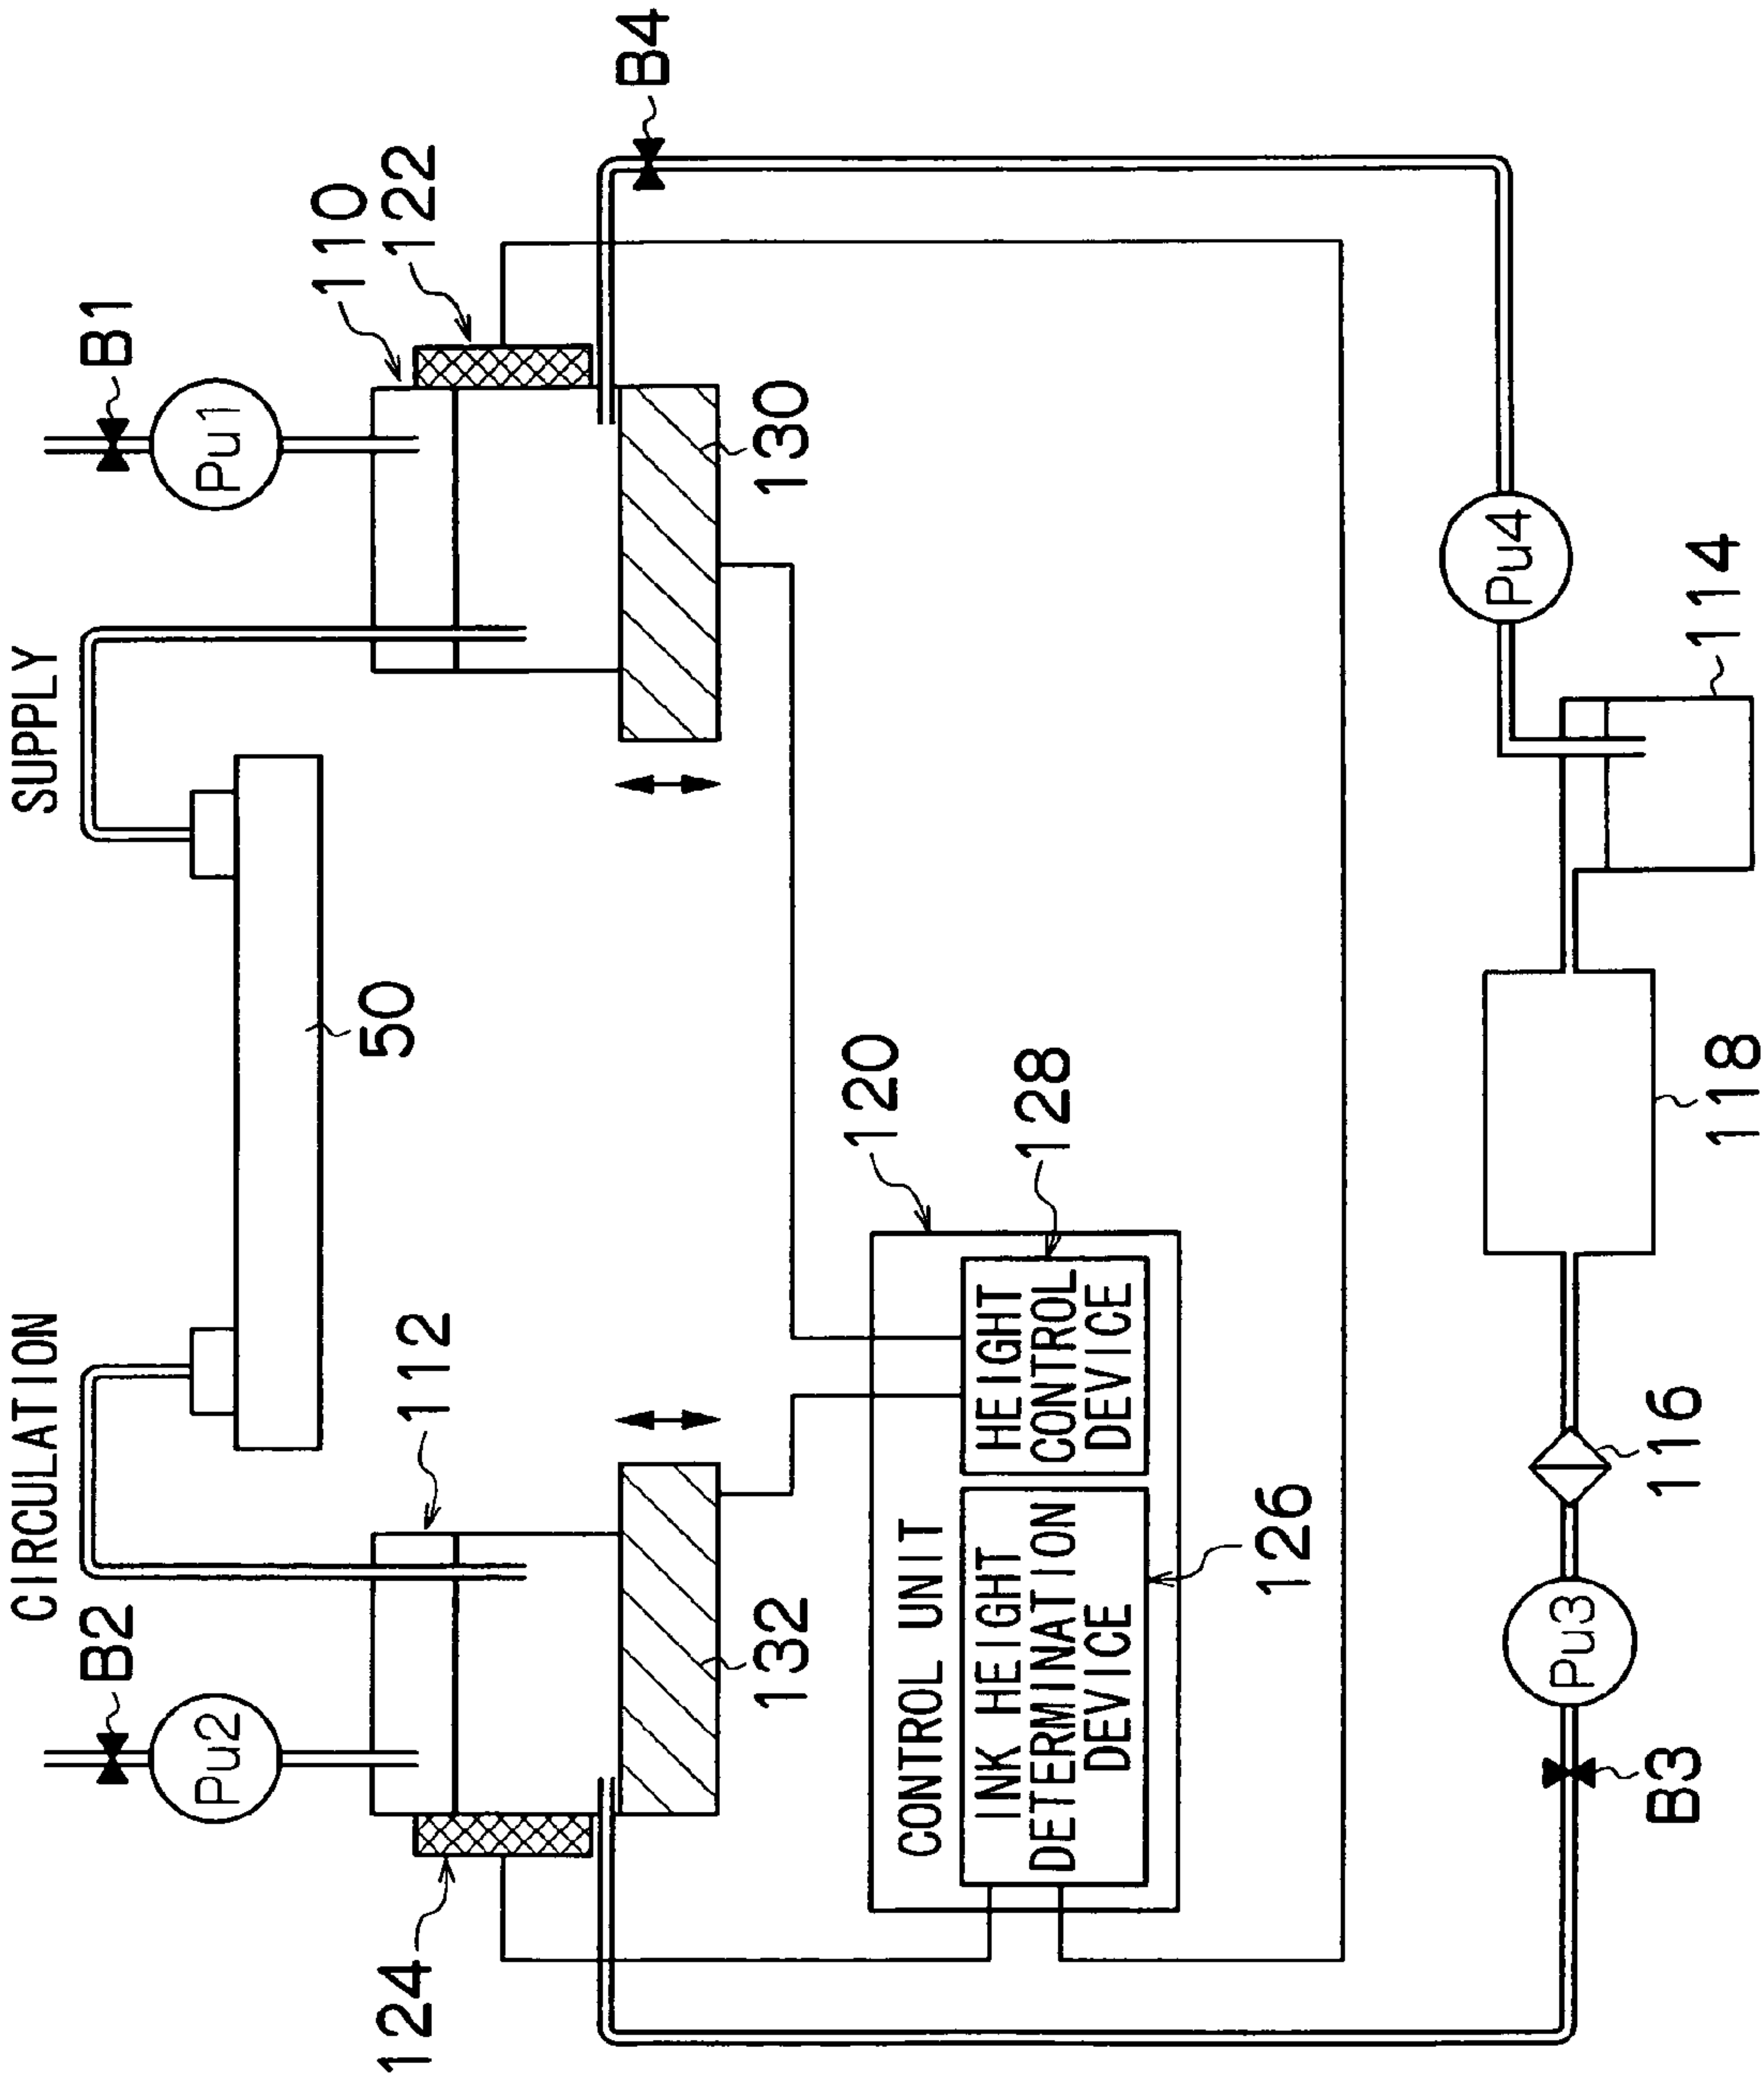 CIRCULATION
SUPPLY
B2
B1
Pu2
Pu1
110
122
B4
112
50
124
132
130
120
CONTROL UNIT
INK HEIGHT
DETERMINATION
DEVICE
HEIGHT
CONTROL
DEVICE
128
126
Pu4
Pu3
B3
116
118
114